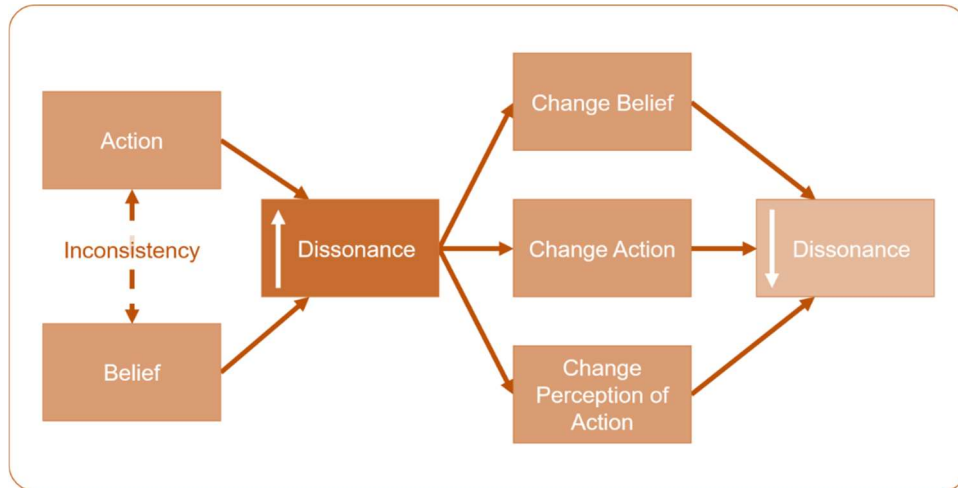 Action
Inconsistency
Belief
Dissonance
Change Belief
Change Action
Change
Perception of
Action
Dissonance